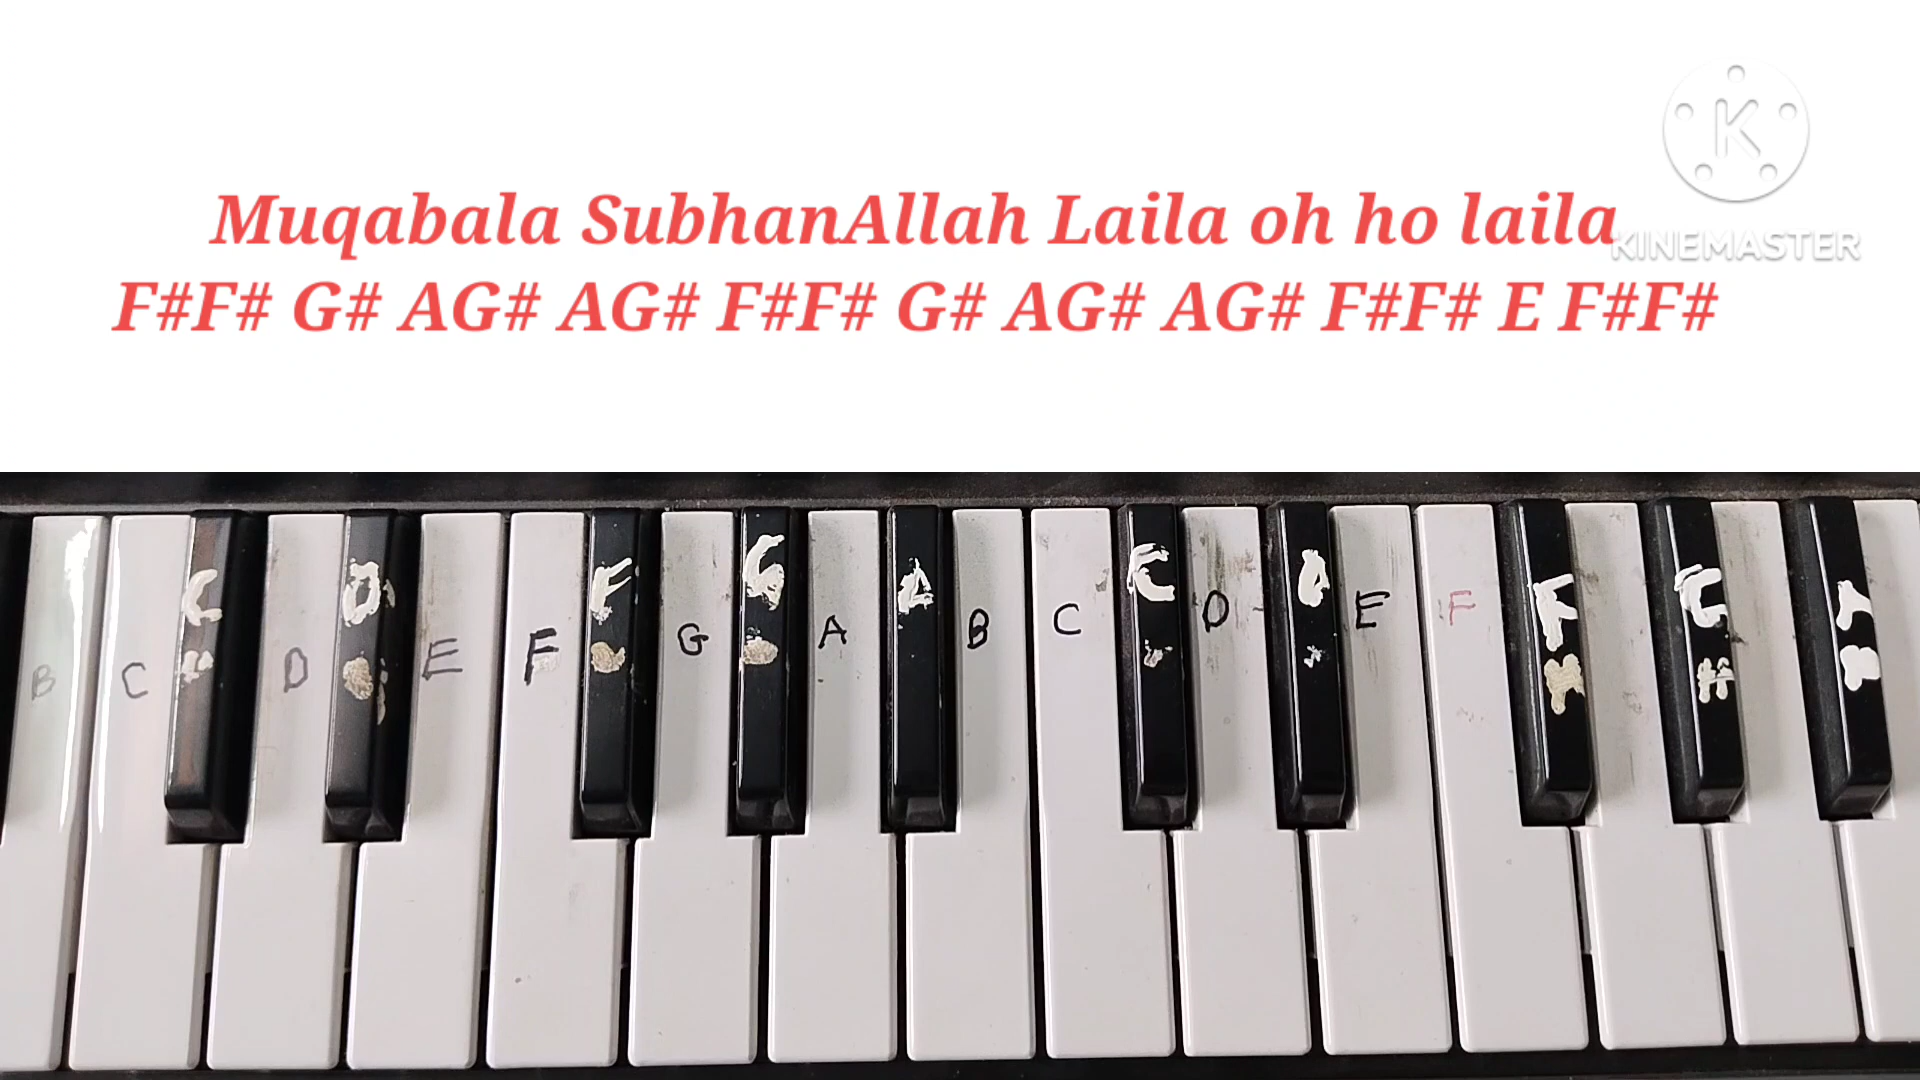 K
KINEMASTER
Muqabala SubhanAllah Laila oh ho laila
F#F# G# AG# AG# F#F# G# AG# AG# F#F# E F#F#
C D F G A C
B C D E F G A B C D E F
#